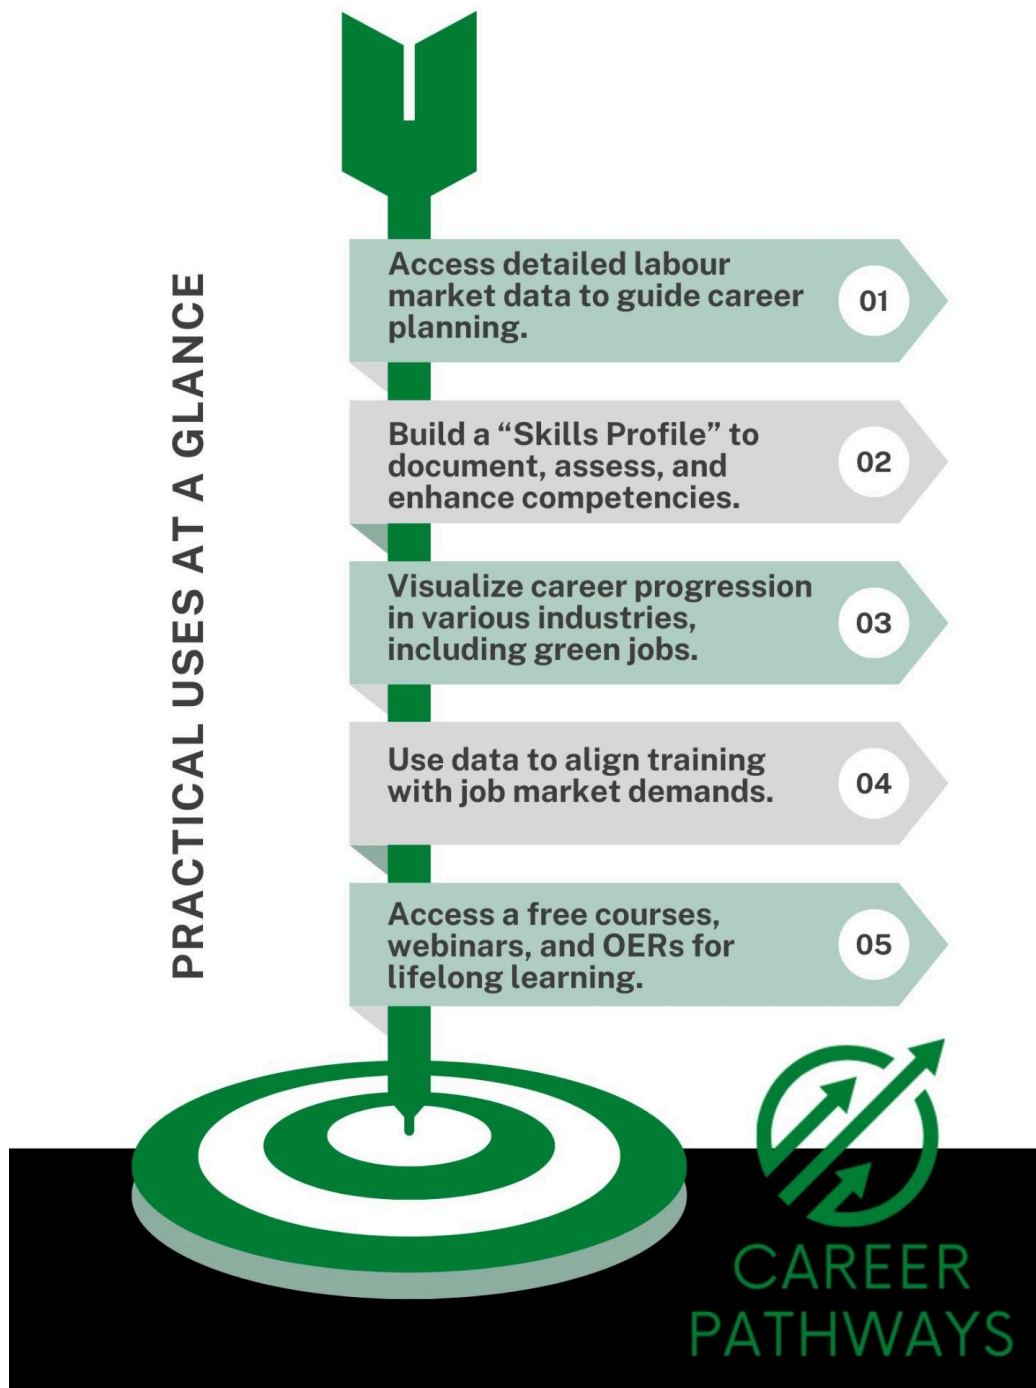 PRACTICAL USES AT A GLANCE
Access detailed labour
market data to guide career
planning.
01
Build a “Skills Profile” to
document, assess, and
enhance competencies.
02
Visualize career progression
in various industries,
including green jobs.
03
Use data to align training
with job market demands.
04
Access a free courses,
webinars, and OERs for
lifelong learning.
05
CAREER
PATHWAYS